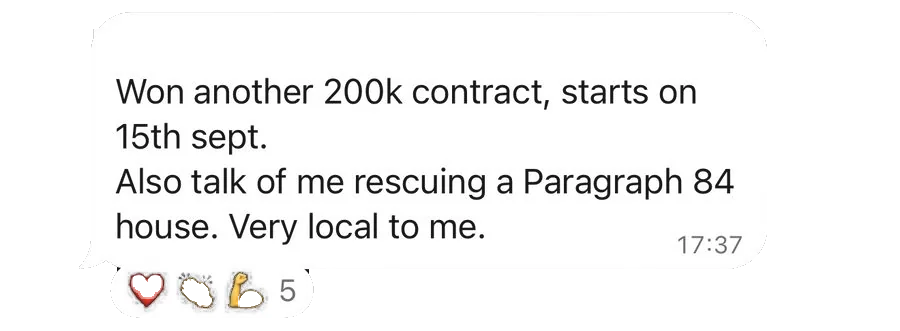 Won another 200k contract, starts on
15th sept.
Also talk of me rescuing a Paragraph 84
house. Very local to me.
17:37
5